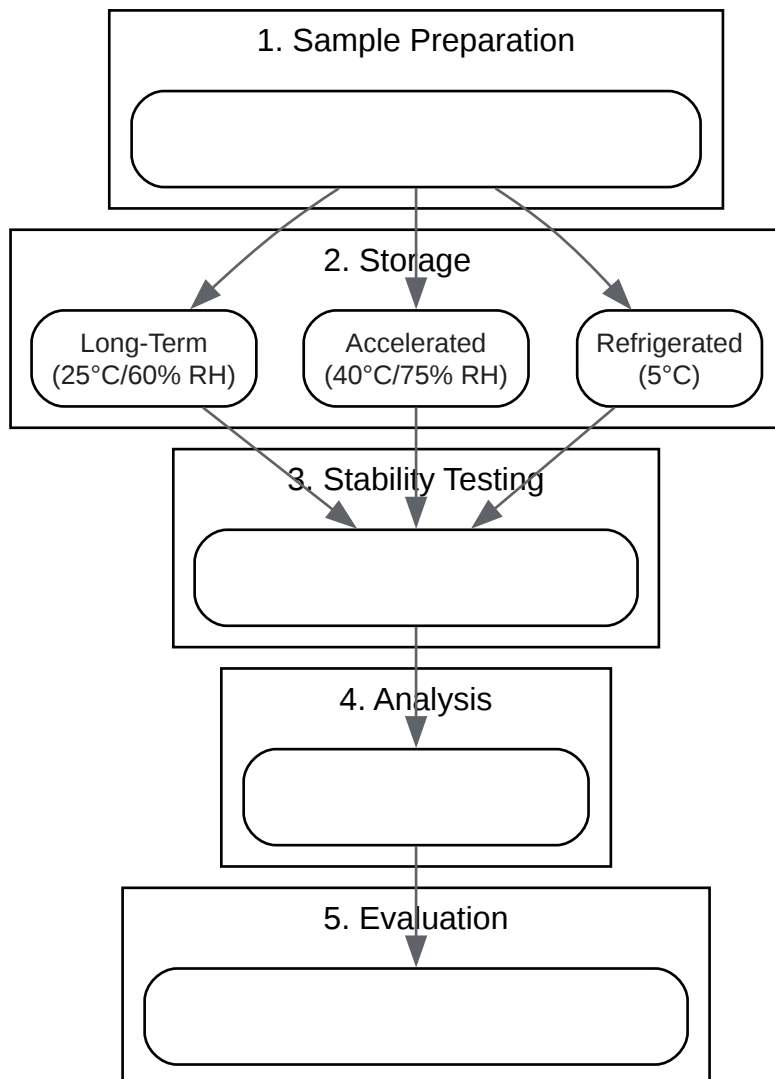 1. Sample Preparation
2. Storage
Long-Term
(25°C/60% RH)
Accelerated
(40°C/75% RH)
Refrigerated
(5°C)
3. Stability Testing
4. Analysis
5. Evaluation